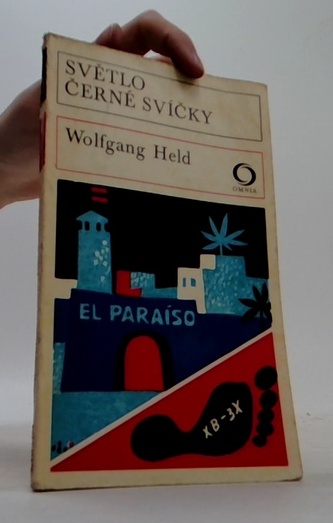 SVĚTLO
ČERNÉ SVÍČKY
Wolfgang Held
OMNIA
EL PARAÍSO
XB-3X